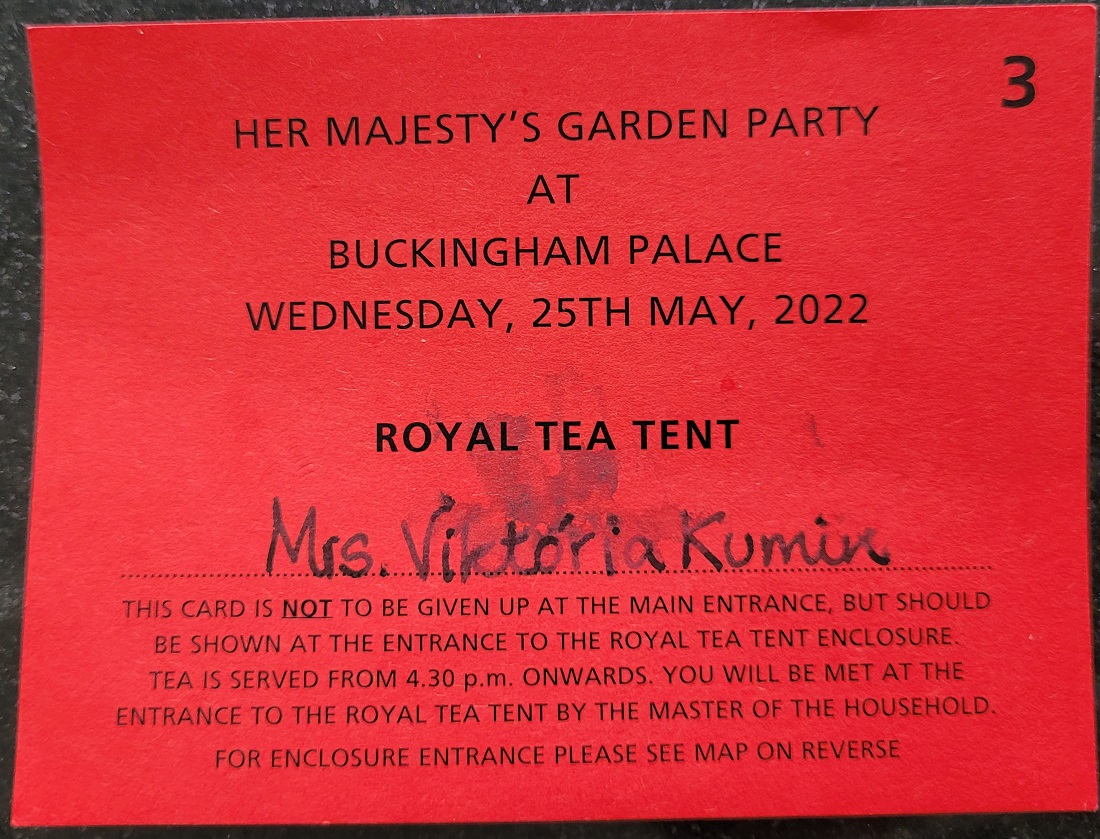 3
HER MAJESTY'S GARDEN PARTY
AT
BUCKINGHAM PALACE
WEDNESDAY, 25TH MAY, 2022
ROYAL TEA TENT
Mrs. Viktória Kumin
THIS CARD IS NOT TO BE GIVEN UP AT THE MAIN ENTRANCE, BUT SHOULD
BE SHOWN AT THE ENTRANCE TO THE ROYAL TEA TENT ENCLOSURE.
TEA IS SERVED FROM 4.30 p.m. ONWARDS. YOU WILL BE MET AT THE
ENTRANCE TO THE ROYAL TEA TENT BY THE MASTER OF THE HOUSEHOLD.
FOR ENCLOSURE ENTRANCE PLEASE SEE MAP ON REVERSE